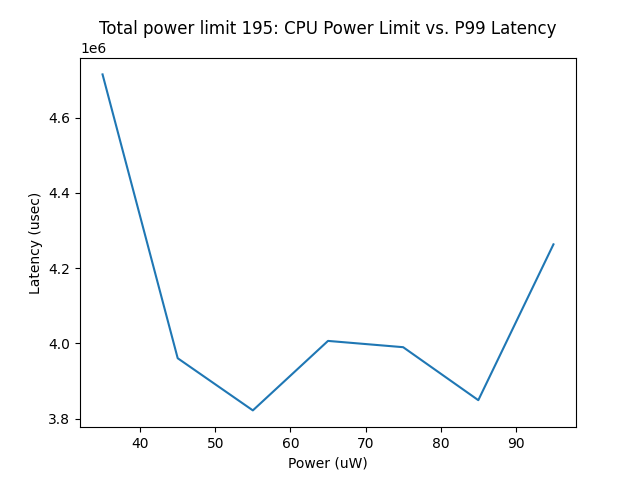 Total power limit 195: CPU Power Limit vs. P99 Latency
1e6
4.6
4.4
4.2
4.0
3.8
Latency (usec)
40 50 60 70 80 90
Power (uW)